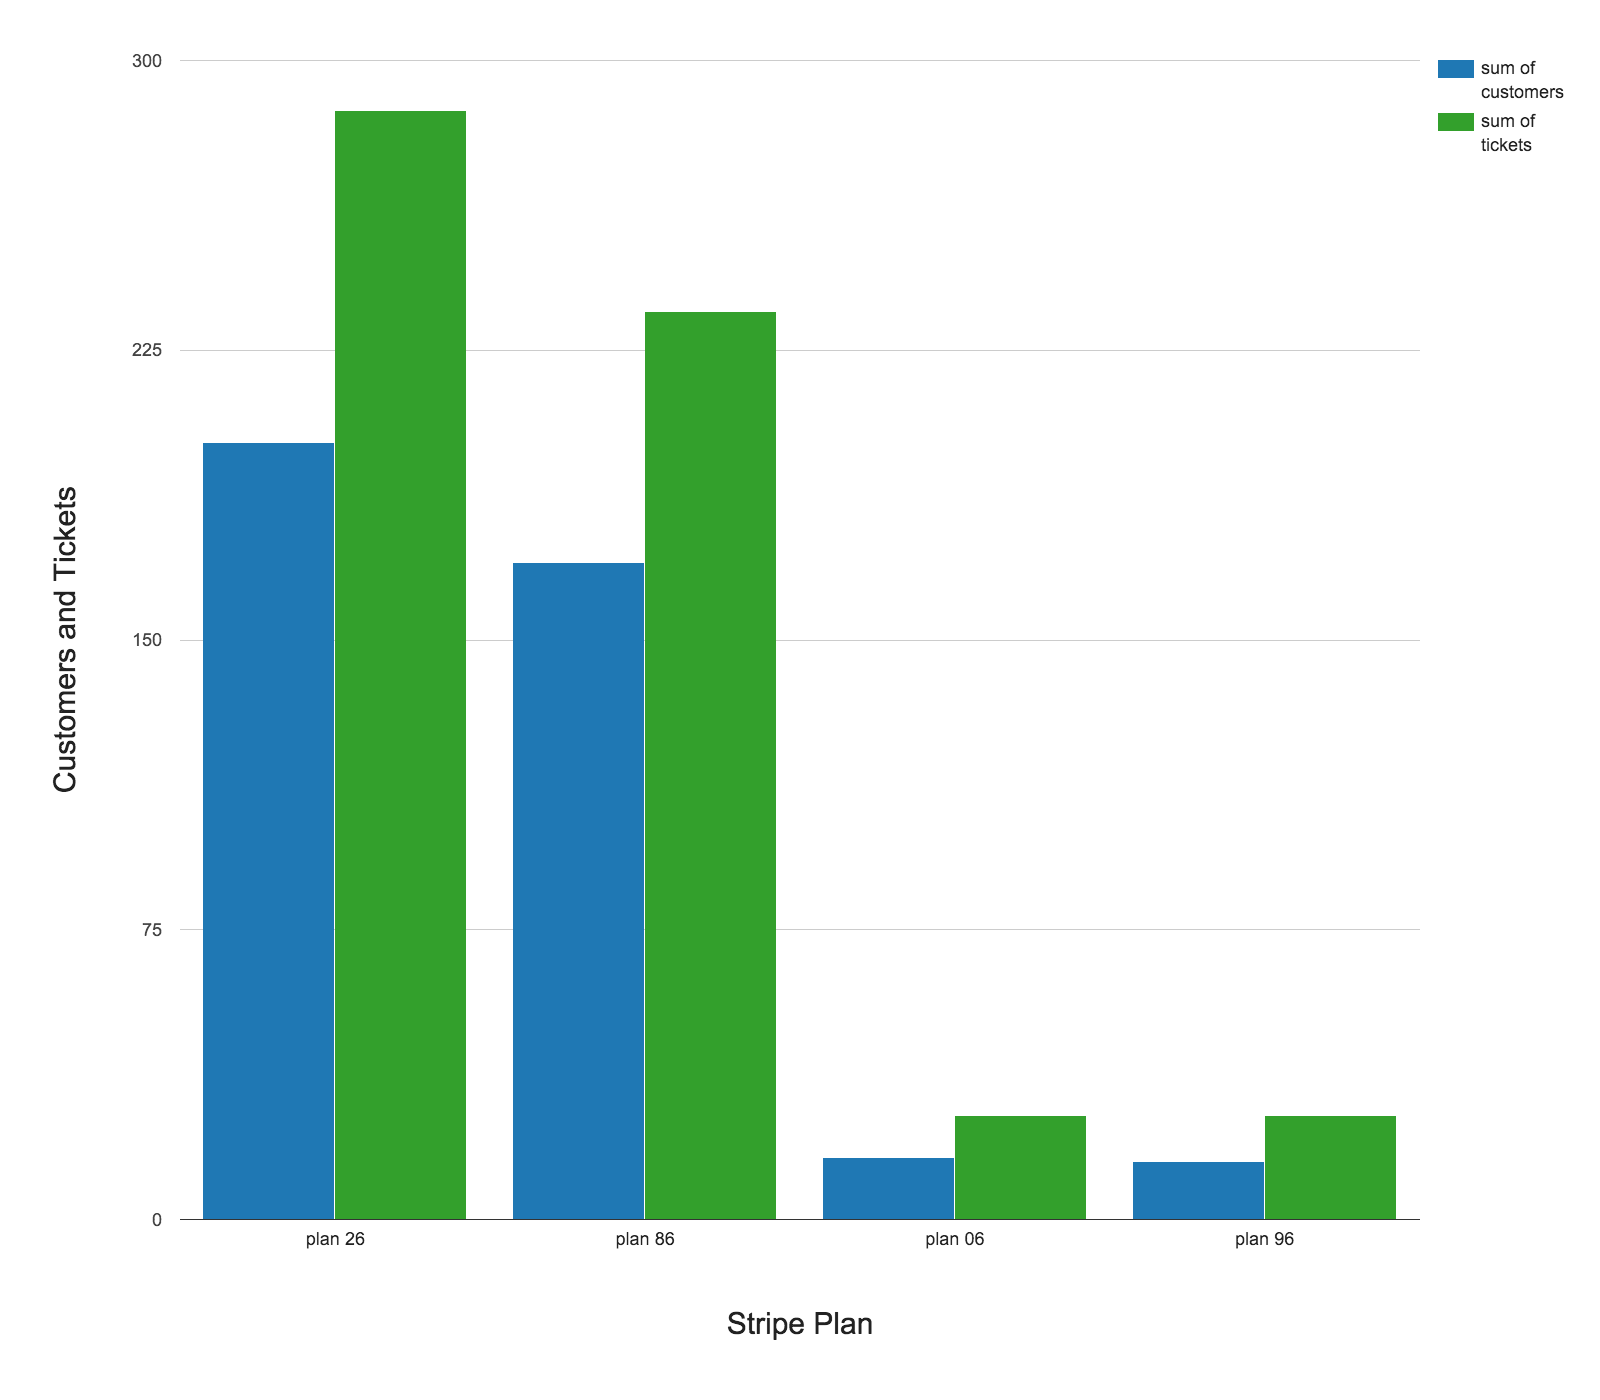 300
225
150
75
0
Customers and Tickets
plan 26
plan 86
plan 06
plan 96
Stripe Plan
sum of
customers
sum of
tickets